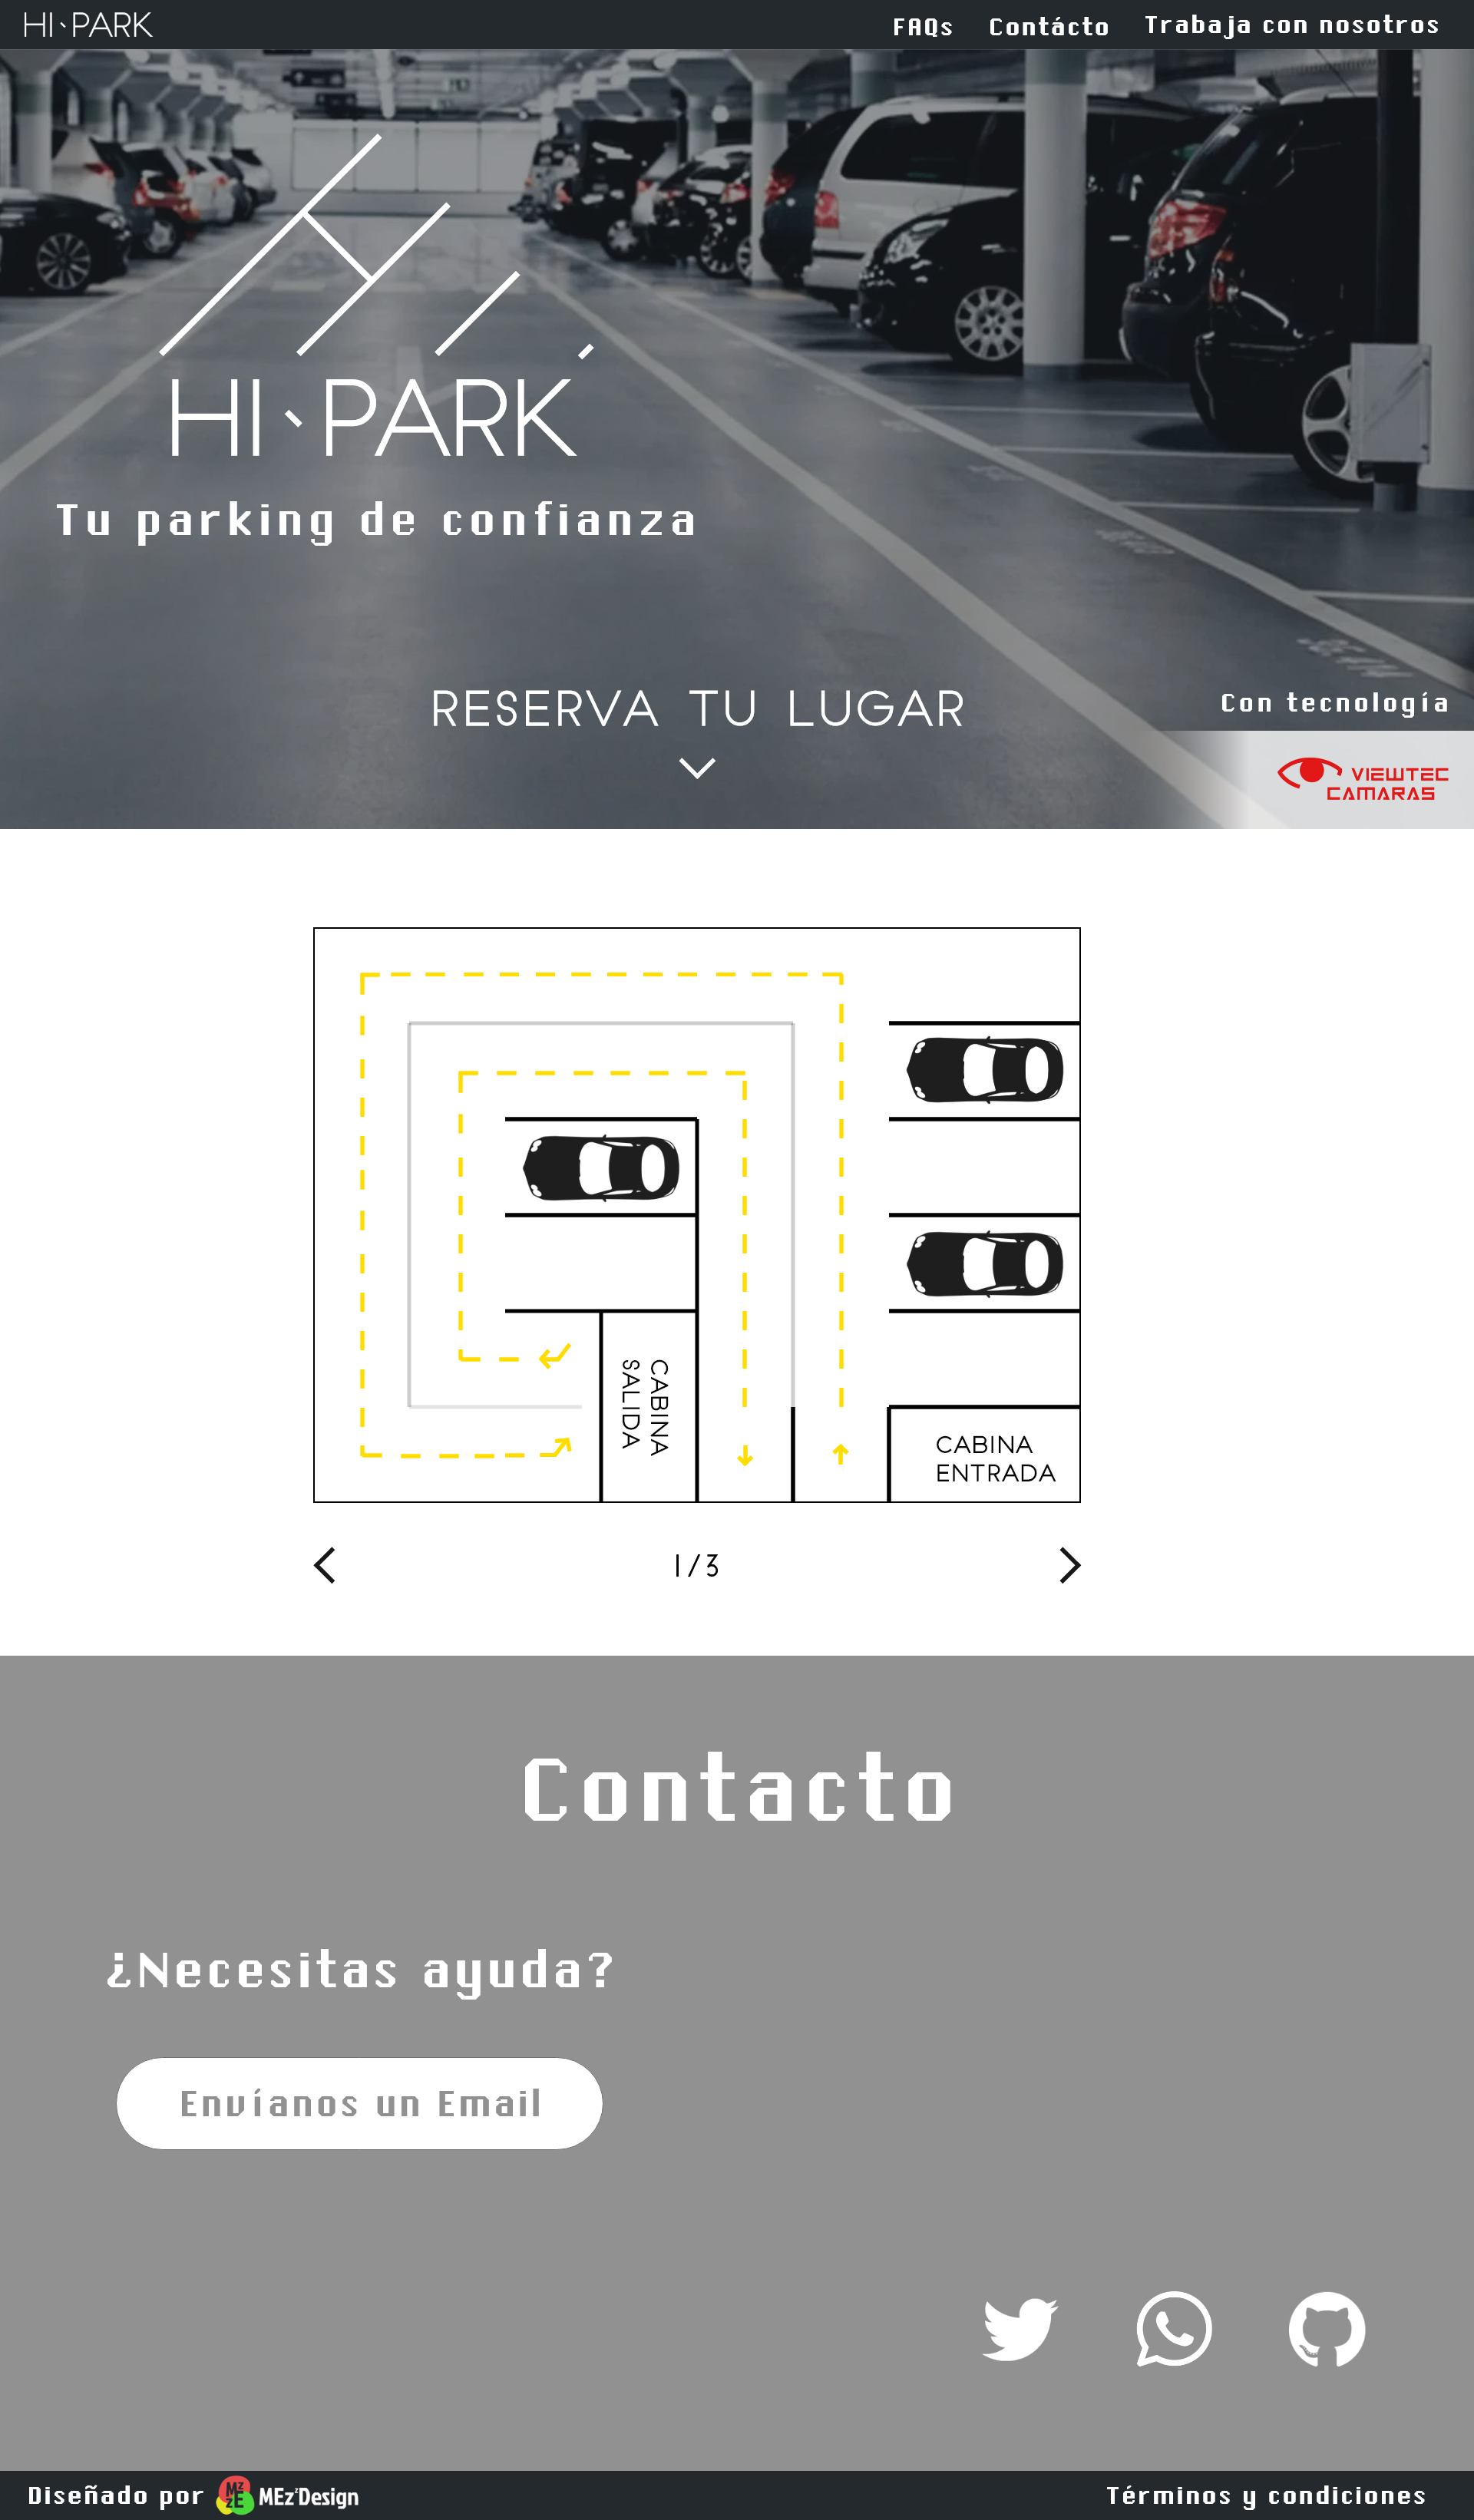 HI PARK
FAQs
Contácto
Trabaja con nosotros
HI PARK
Tu parking de confianza
RESERVA TU LUGAR
Con tecnología
VIEWTEC
CAMARAS
CABINA
SALIDA
CABINA
ENTRADA
1/3
Contacto
¿Necesitas ayuda?
Envíanos un Email
Diseñado por
MEz'Design
Términos y condiciones